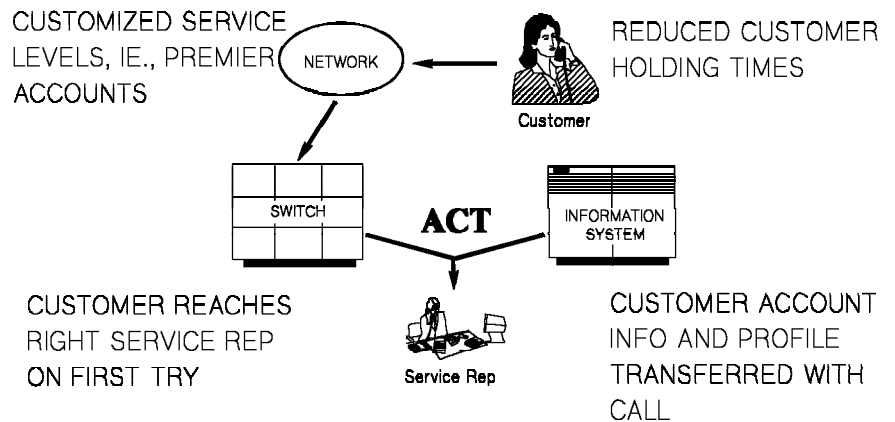 CUSTOMIZED SERVICE
LEVELS, IE., PREMIER
ACCOUNTS
NETWORK
REDUCED CUSTOMER
HOLDING TIMES
Customer
SWITCH
ACT
INFORMATION
SYSTEM
CUSTOMER REACHES
RIGHT SERVICE REP
ON FIRST TRY
Service Rep
CUSTOMER ACCOUNT
INFO AND PROFILE
TRANSFERRED WITH
CALL